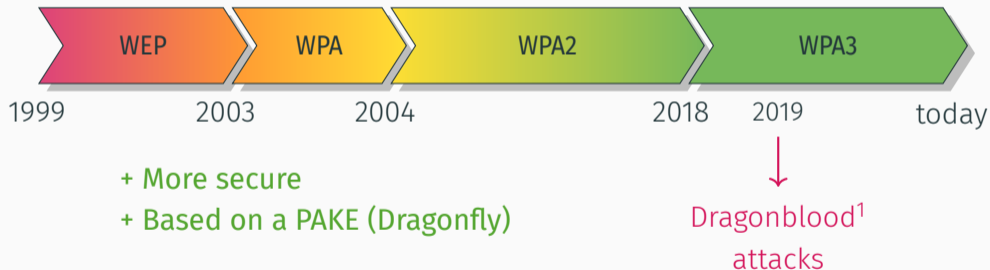 WEP WPA WPA2 WPA3
1999 2003 2004 2018 2019 today
+ More secure
+ Based on a PAKE (Dragonfly)
Dragonblood¹
attacks